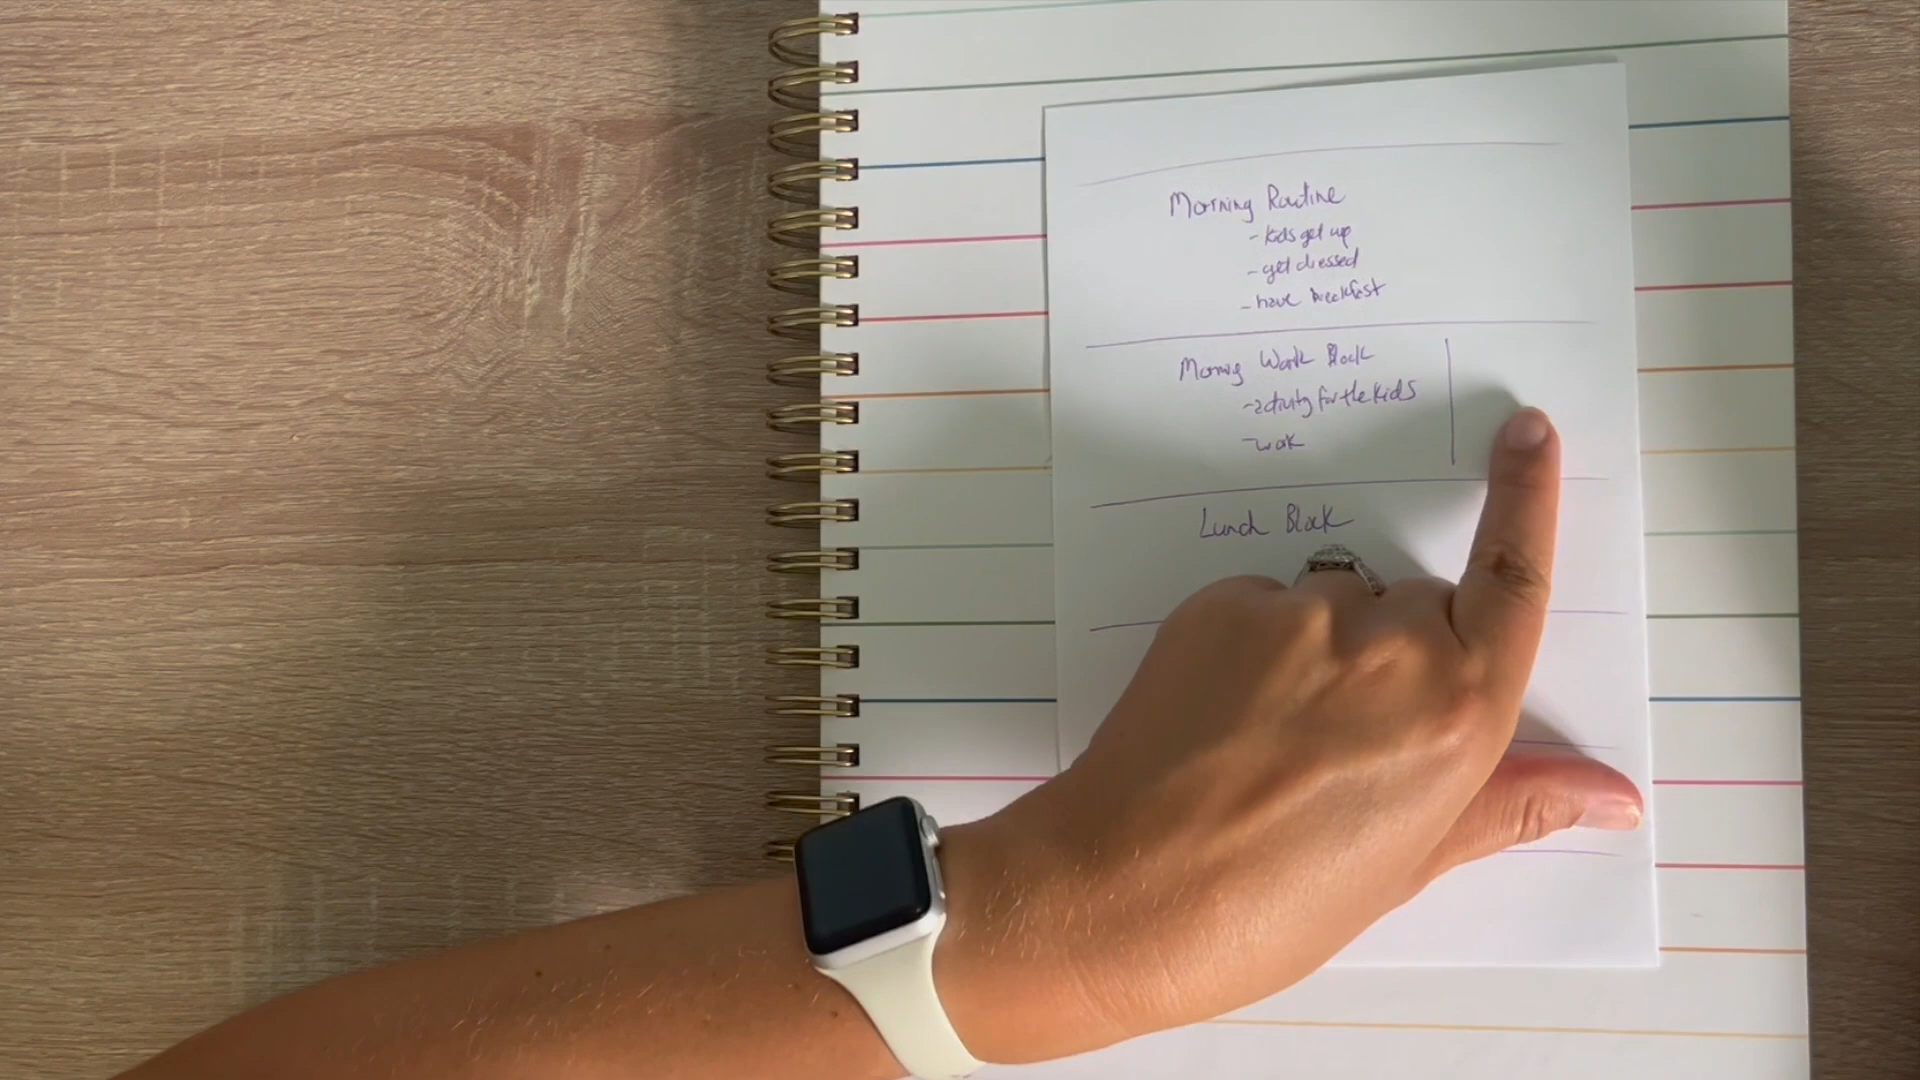 Morning Routine
- kids get up
- get dressed
- have breakfast
Morning Work Block
- activity for the kids
- work
Lunch Block